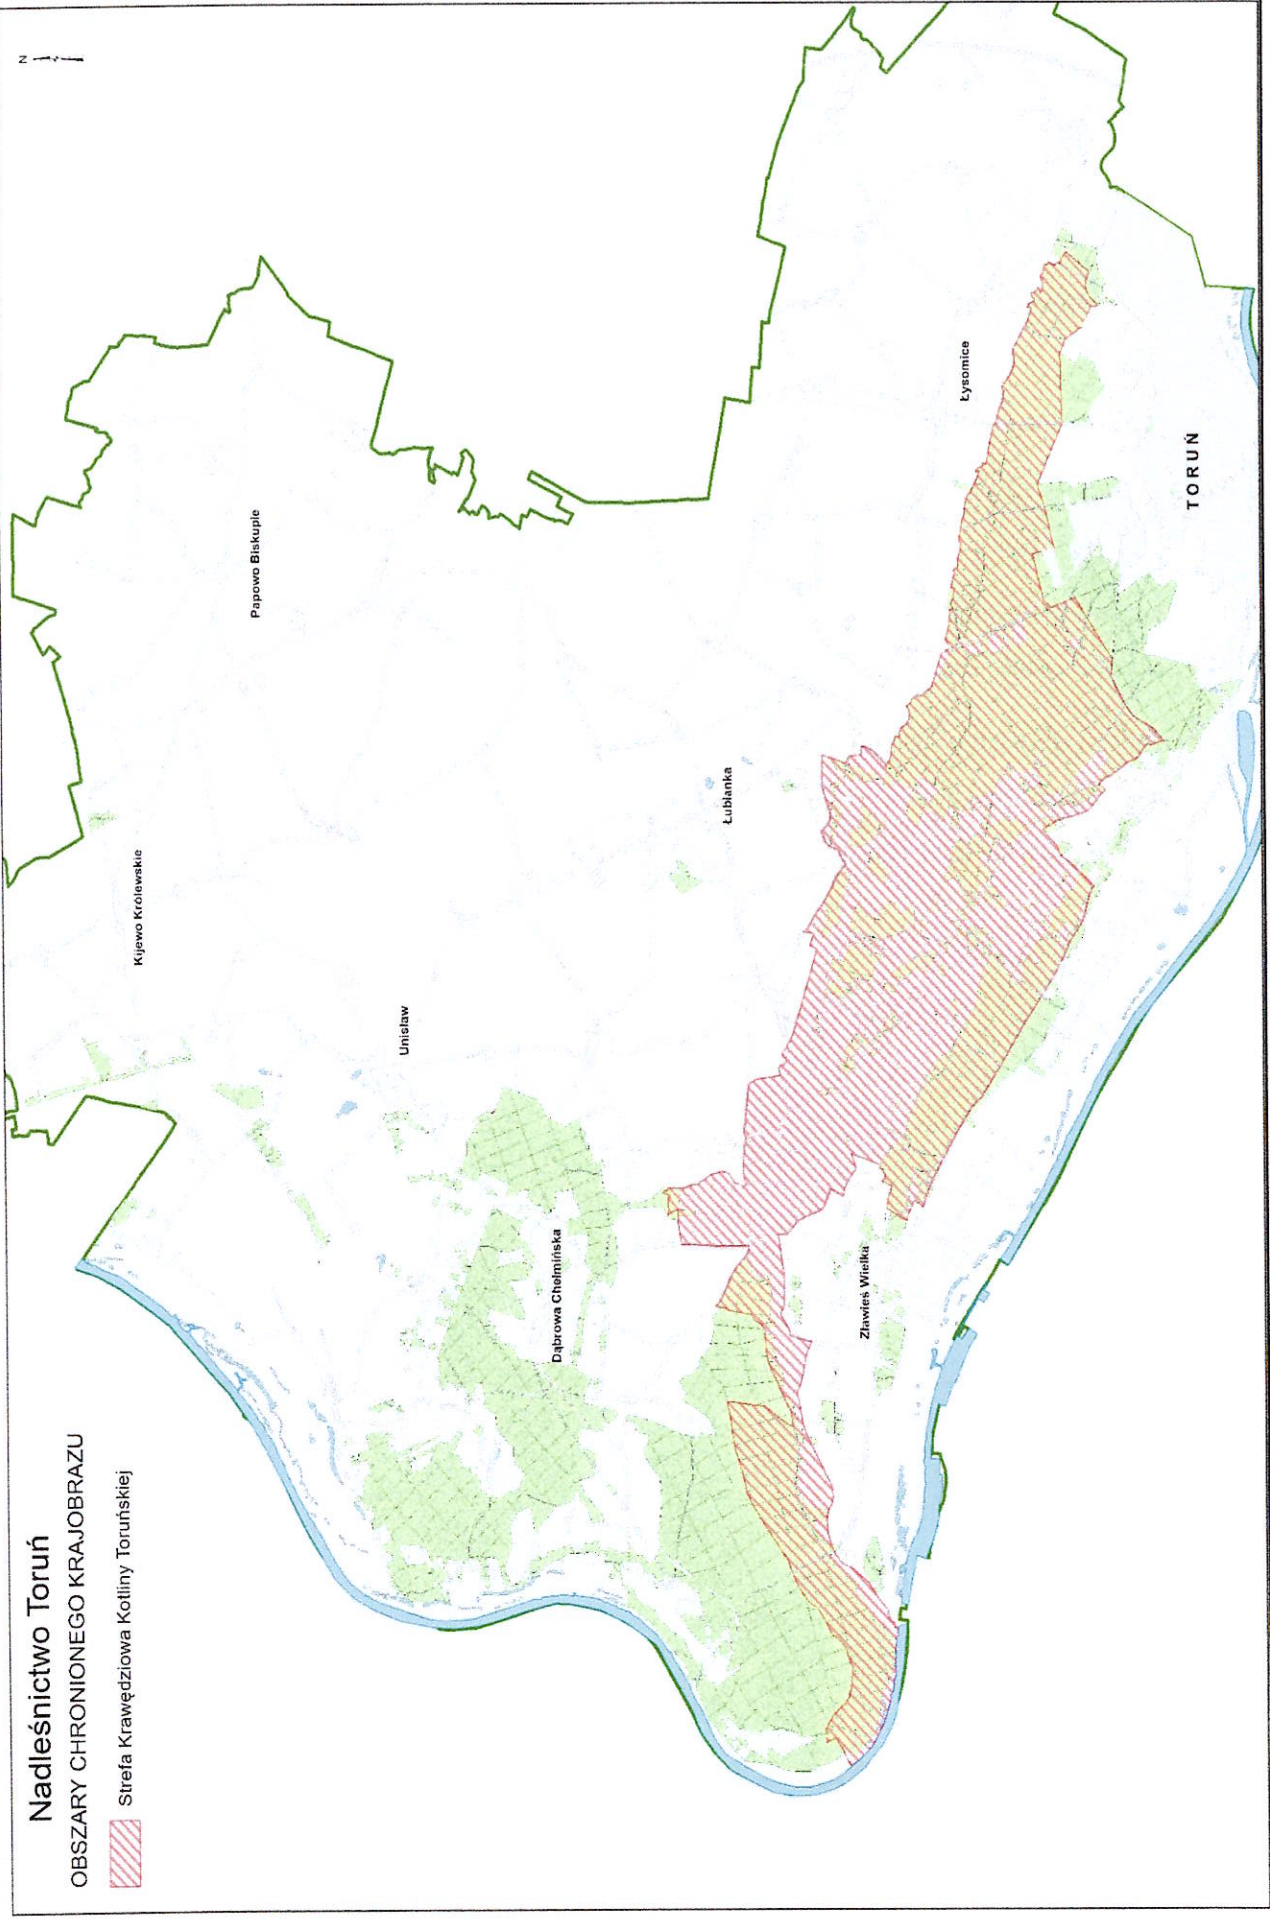 Nadleśnictwo Toruń
OBSZARY CHRONIONEGO KRAJOBRAZU
Strefa Krawędziowa Kotliny Toruńskiej
N
Kijewo Królewskie
Papowo Biskupie
Unisław
Dąbrowa Chełmińska
Łubianka
Zławieś Wielka
Łysomice
TORUŃ